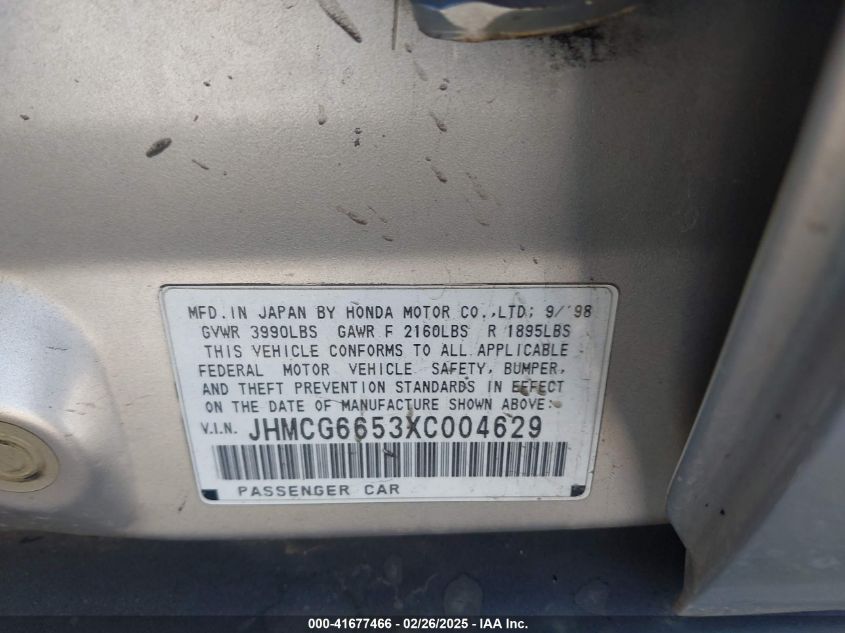 MFD. IN JAPAN BY HONDA MOTOR CO.,LTD; 9/'98
GVWR 3990LBS GAWR F 2160LBS R 1895LBS
THIS VEHICLE CONFORMS TO ALL APPLICABLE
FEDERAL MOTOR VEHICLE SAFETY, BUMPER,
AND THEFT PREVENTION STANDARDS IN EFFECT
ON THE DATE OF MANUFACTURE SHOWN ABOVE:
V.I.N. JHMCG6653XC004629
PASSENGER CAR
000-41677466 - 02/26/2025 - IAA Inc.